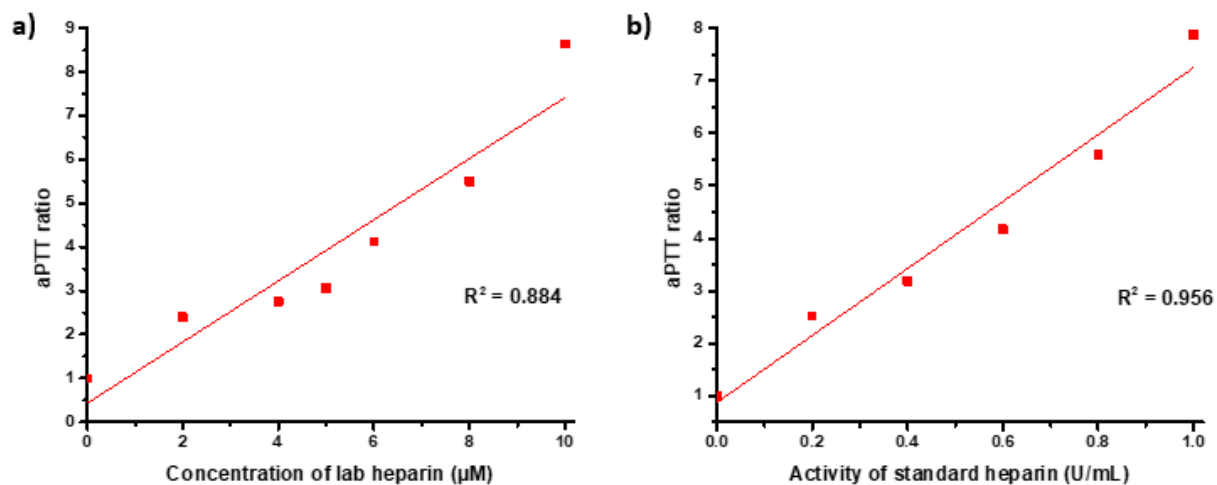 a)
9
8
7
6
5
4
3
2
1
0
aPTT ratio
R² = 0.884
0 2 4 6 8 10
Concentration of lab heparin (µM)
b)
8
7
6
5
4
3
2
1
aPTT ratio
R² = 0.956
0.0 0.2 0.4 0.6 0.8 1.0
Activity of standard heparin (U/mL)